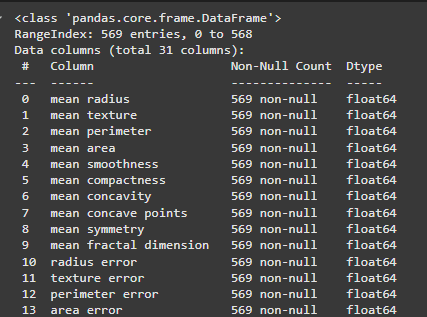 <class 'pandas.core.frame.DataFrame'>
RangeIndex: 569 entries, 0 to 568
Data columns (total 31 columns):
 #   Column                   Non-Null Count  Dtype
---  ------                   --------------  -----
 0   mean radius              569 non-null    float64
 1   mean texture             569 non-null    float64
 2   mean perimeter           569 non-null    float64
 3   mean area                569 non-null    float64
 4   mean smoothness          569 non-null    float64
 5   mean compactness         569 non-null    float64
 6   mean concavity           569 non-null    float64
 7   mean concave points      569 non-null    float64
 8   mean symmetry            569 non-null    float64
 9   mean fractal dimension   569 non-null    float64
 10  radius error             569 non-null    float64
 11  texture error            569 non-null    float64
 12  perimeter error          569 non-null    float64
 13  area error               569 non-null    float64